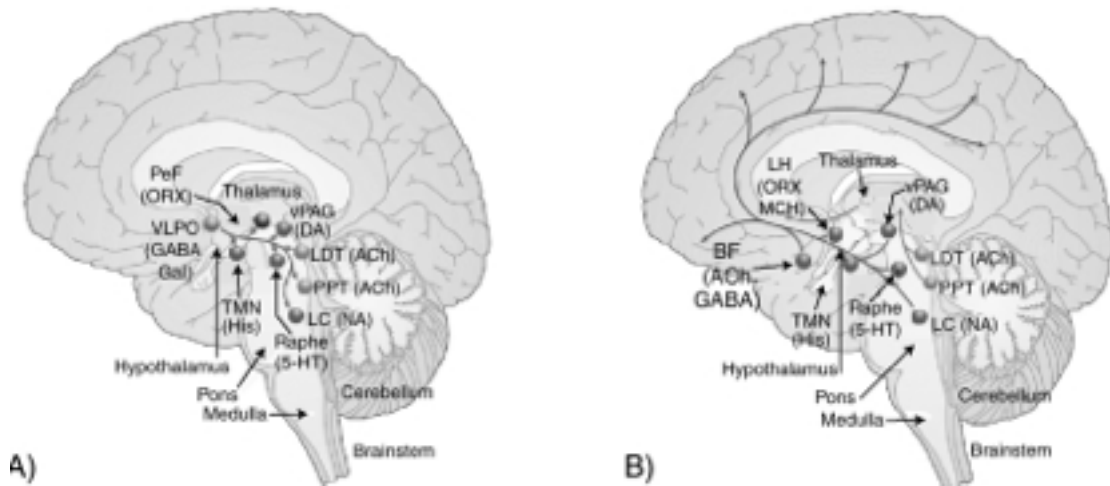 PeF
(ORX)
Thalamus
vPAG
(DA)
VLPO
(GABA
Gal)
LDT (ACh)
PPT (ACh)
TMN
(His)
LC (NA)
Raphe
(5-HT)
Hypothalamus
Pons
Medulla
Cerebellum
Brainstem
A)
LH
(ORX
MCH)
Thalamus
vPAG
(DA)
BF
(ACh
GABA)
LDT (ACh)
PPT (ACh)
TMN
(His)
Raphe
(5-HT)
LC (NA)
Hypothalamus
Pons
Medulla
Cerebellum
Brainstem
B)